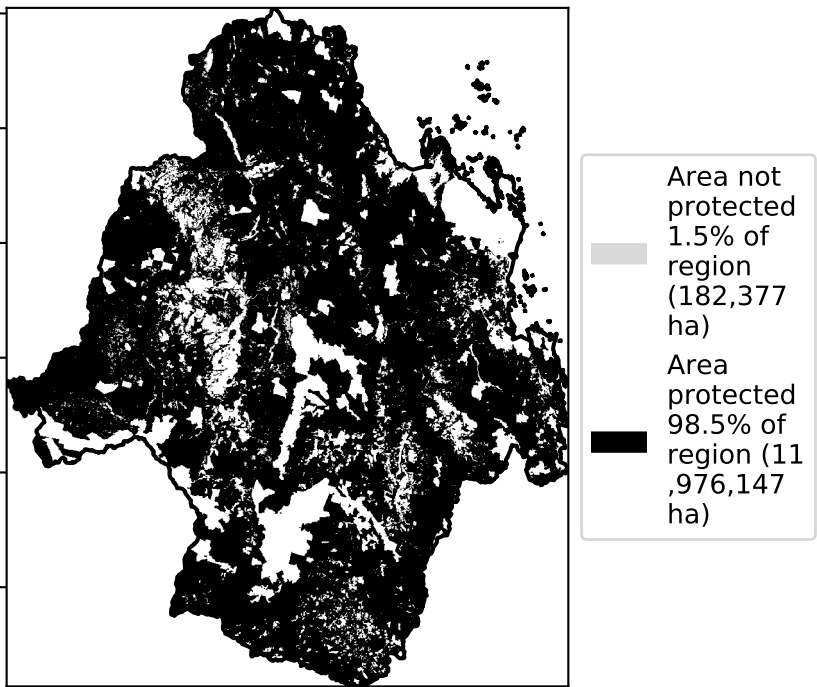 Area not
protected
1.5% of
region
(182,377
ha)
Area
protected
98.5% of
region (11
,976,147
ha)